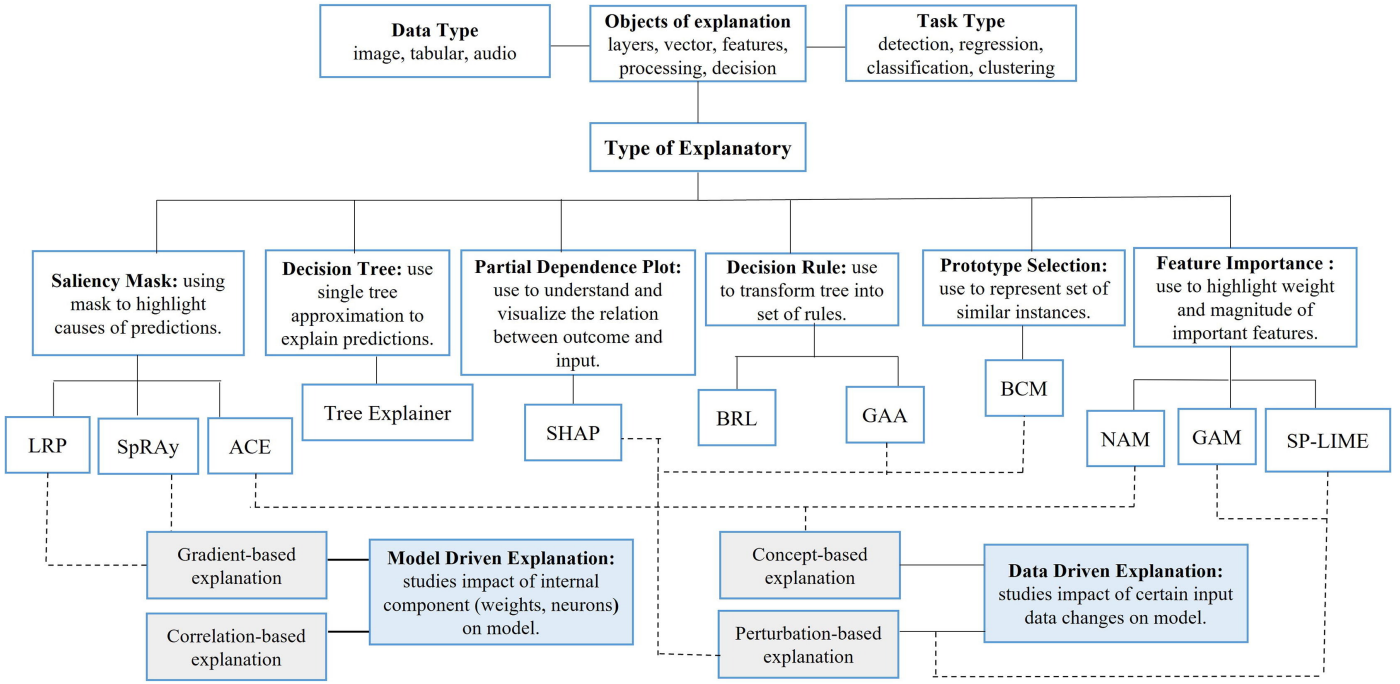 Data Type
image, tabular, audio
Objects of explanation
layers, vector, features,
processing, decision
Task Type
detection, regression,
classification, clustering
Type of Explanatory
Saliency Mask: using
mask to highlight
causes of predictions.
Decision Tree: use
single tree
approximation to
explain predictions.
Partial Dependence Plot:
use to understand and
visualize the relation
between outcome and
input.
Decision Rule: use
to transform tree into
set of rules.
Prototype Selection:
use to represent set of
similar instances.
Feature Importance :
use to highlight weight
and magnitude of
important features.
LRP
SpRAy
ACE
Tree Explainer
SHAP
BRL
GAA
BCM
NAM
GAM
SP-LIME
Gradient-based
explanation
Correlation-based
explanation
Model Driven Explanation:
studies impact of internal
component (weights, neurons)
on model.
Concept-based
explanation
Perturbation-based
explanation
Data Driven Explanation:
studies impact of certain input
data changes on model.